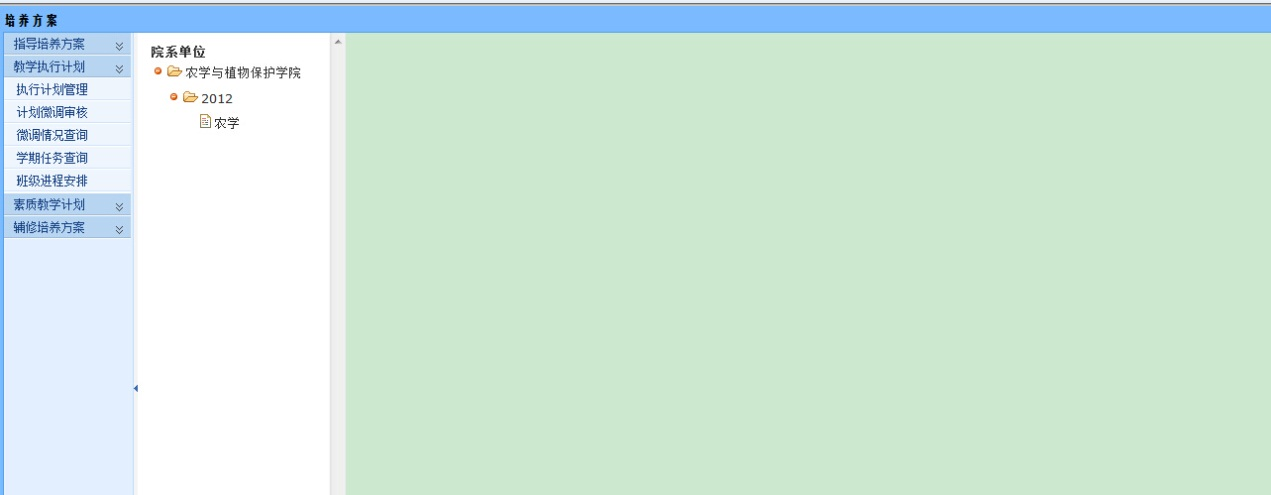 培养方案
指导培养方案
教学执行计划
执行计划管理
计划微调审核
微调情况查询
学期任务查询
班级进程安排
素质教学计划
辅修培养方案
院系单位
农学与植物保护学院
2012
农学